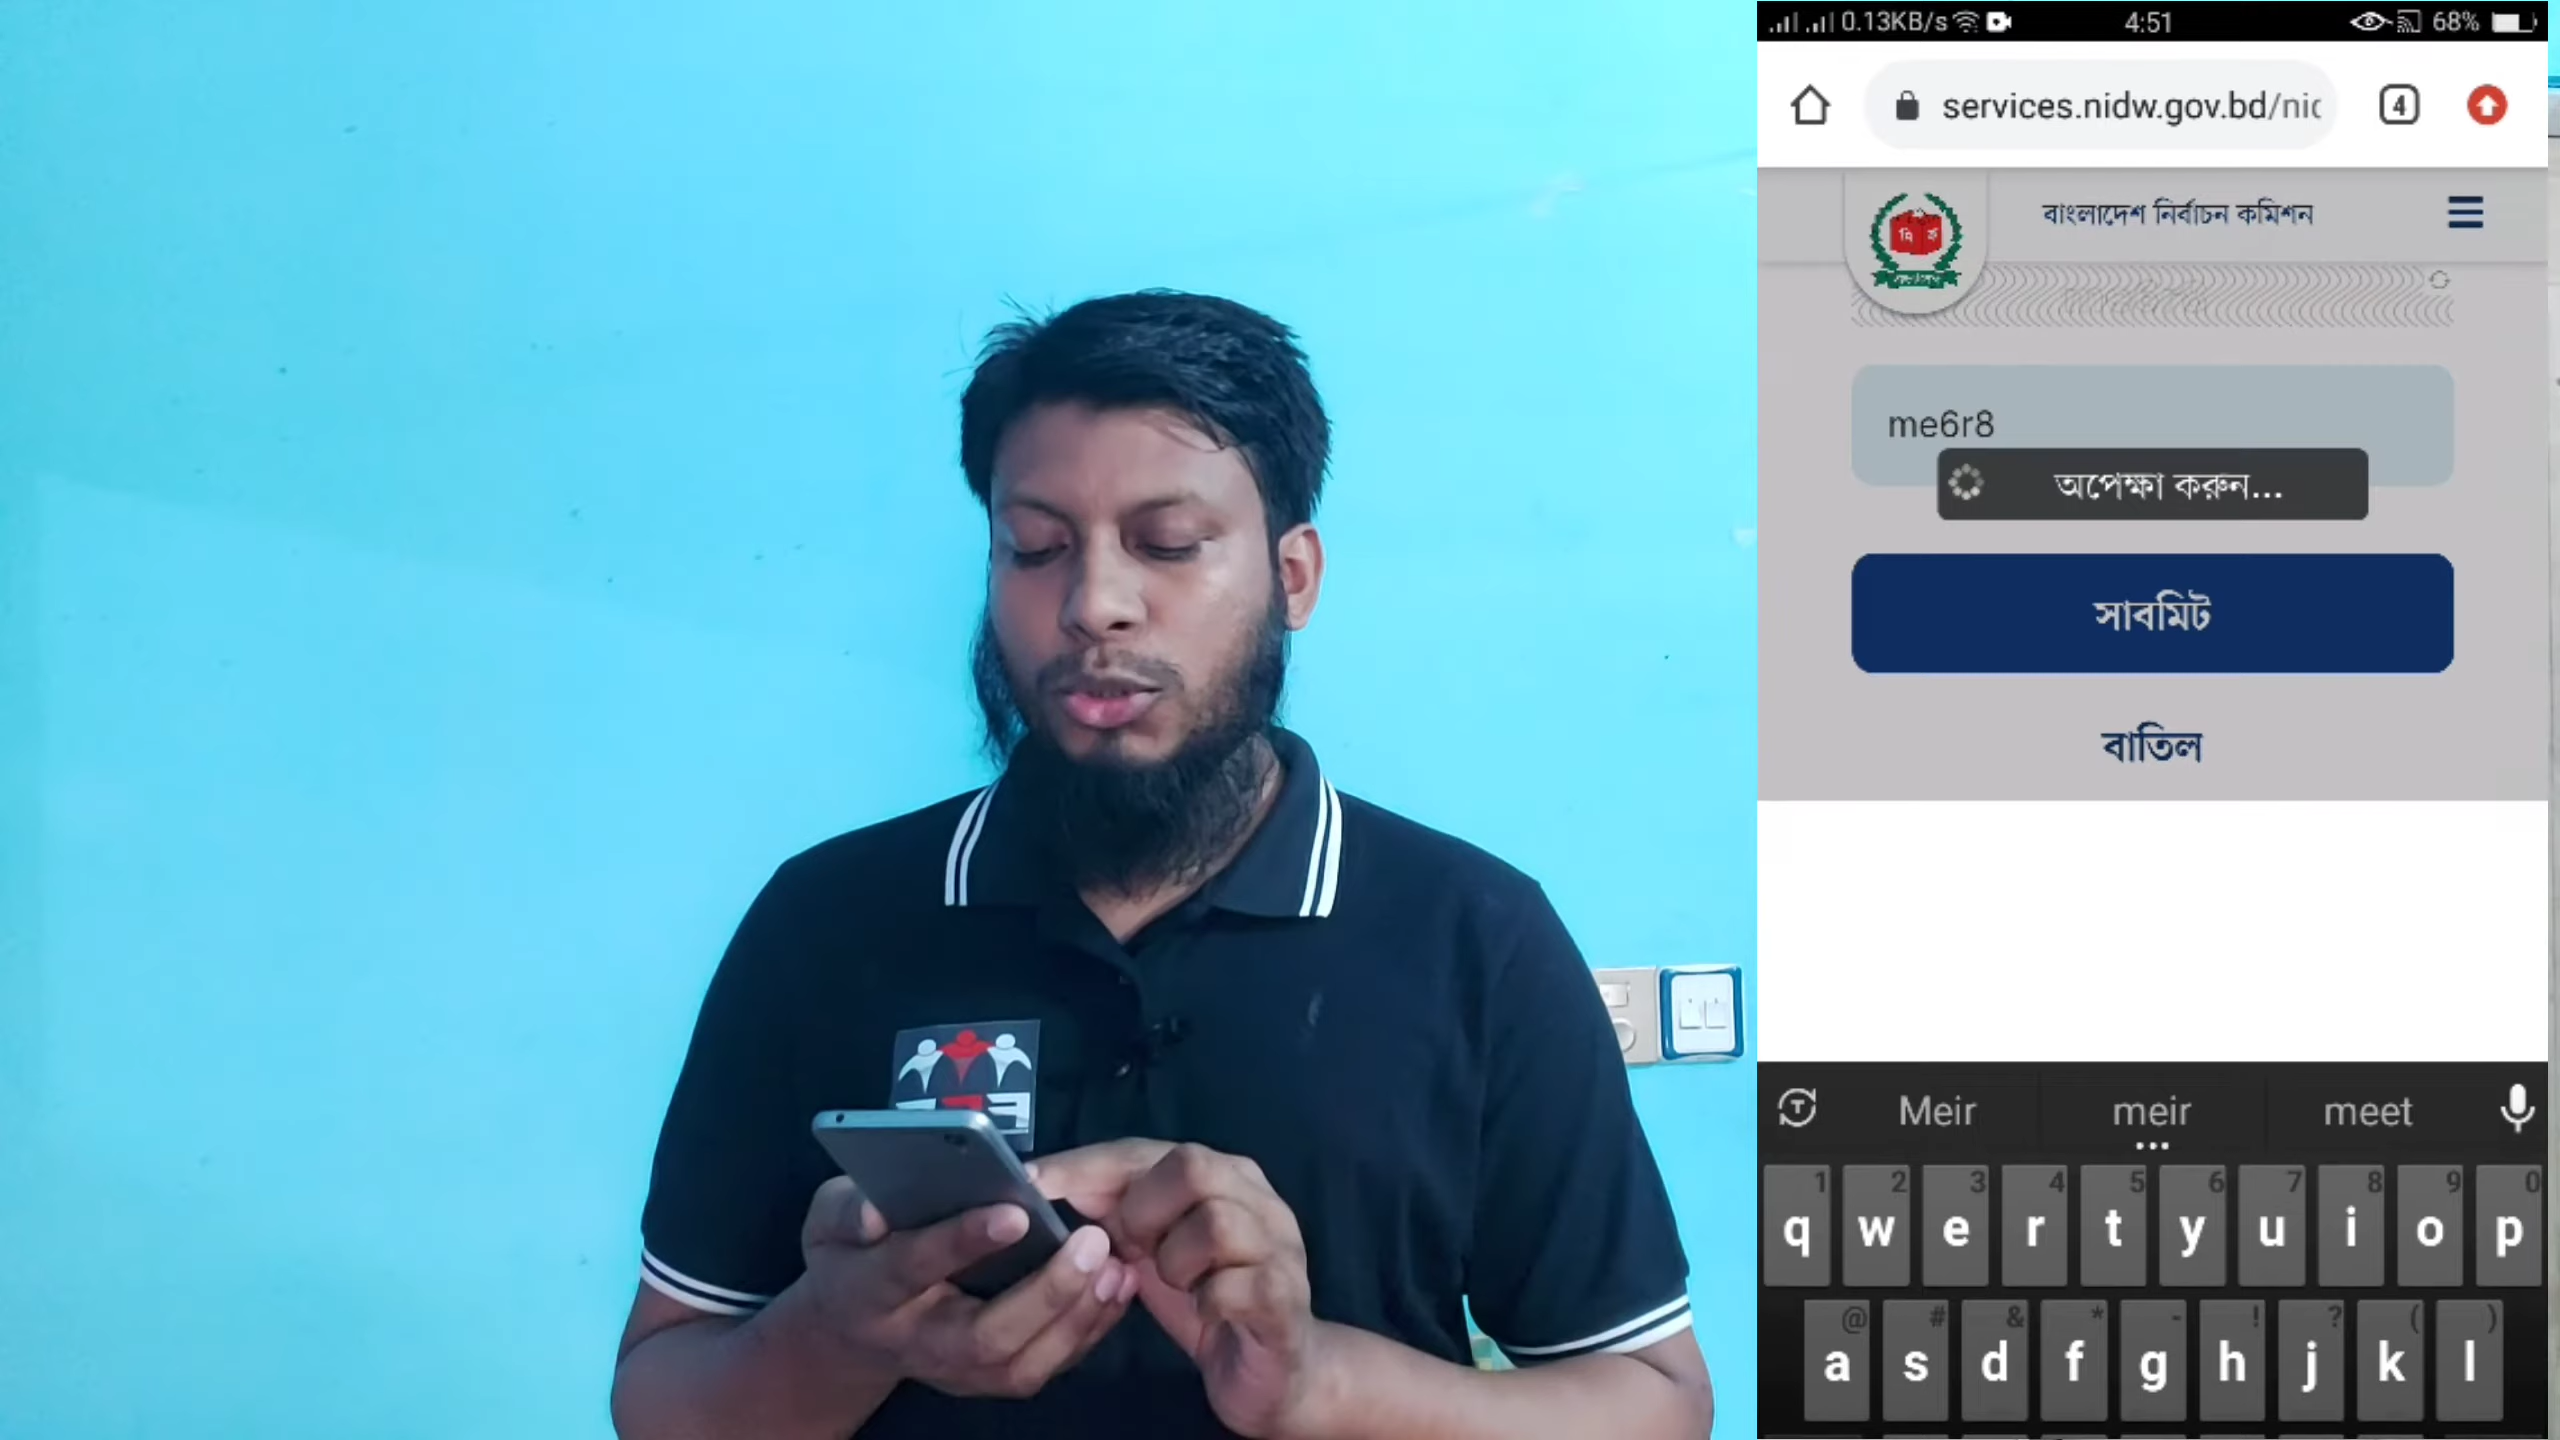 0.13KB/s
4:51
68%
services.nidw.gov.bd/nic
4
বাংলাদেশ নির্বাচন কমিশন
me6r8
অপেক্ষা করুন...
সাবমিট
বাতিল
Meir meir meet
1 2 3 4 5 6 7 8 9 0
q w e r t y u i o p
@ # & * - ! ? ( )
a s d f g h j k l